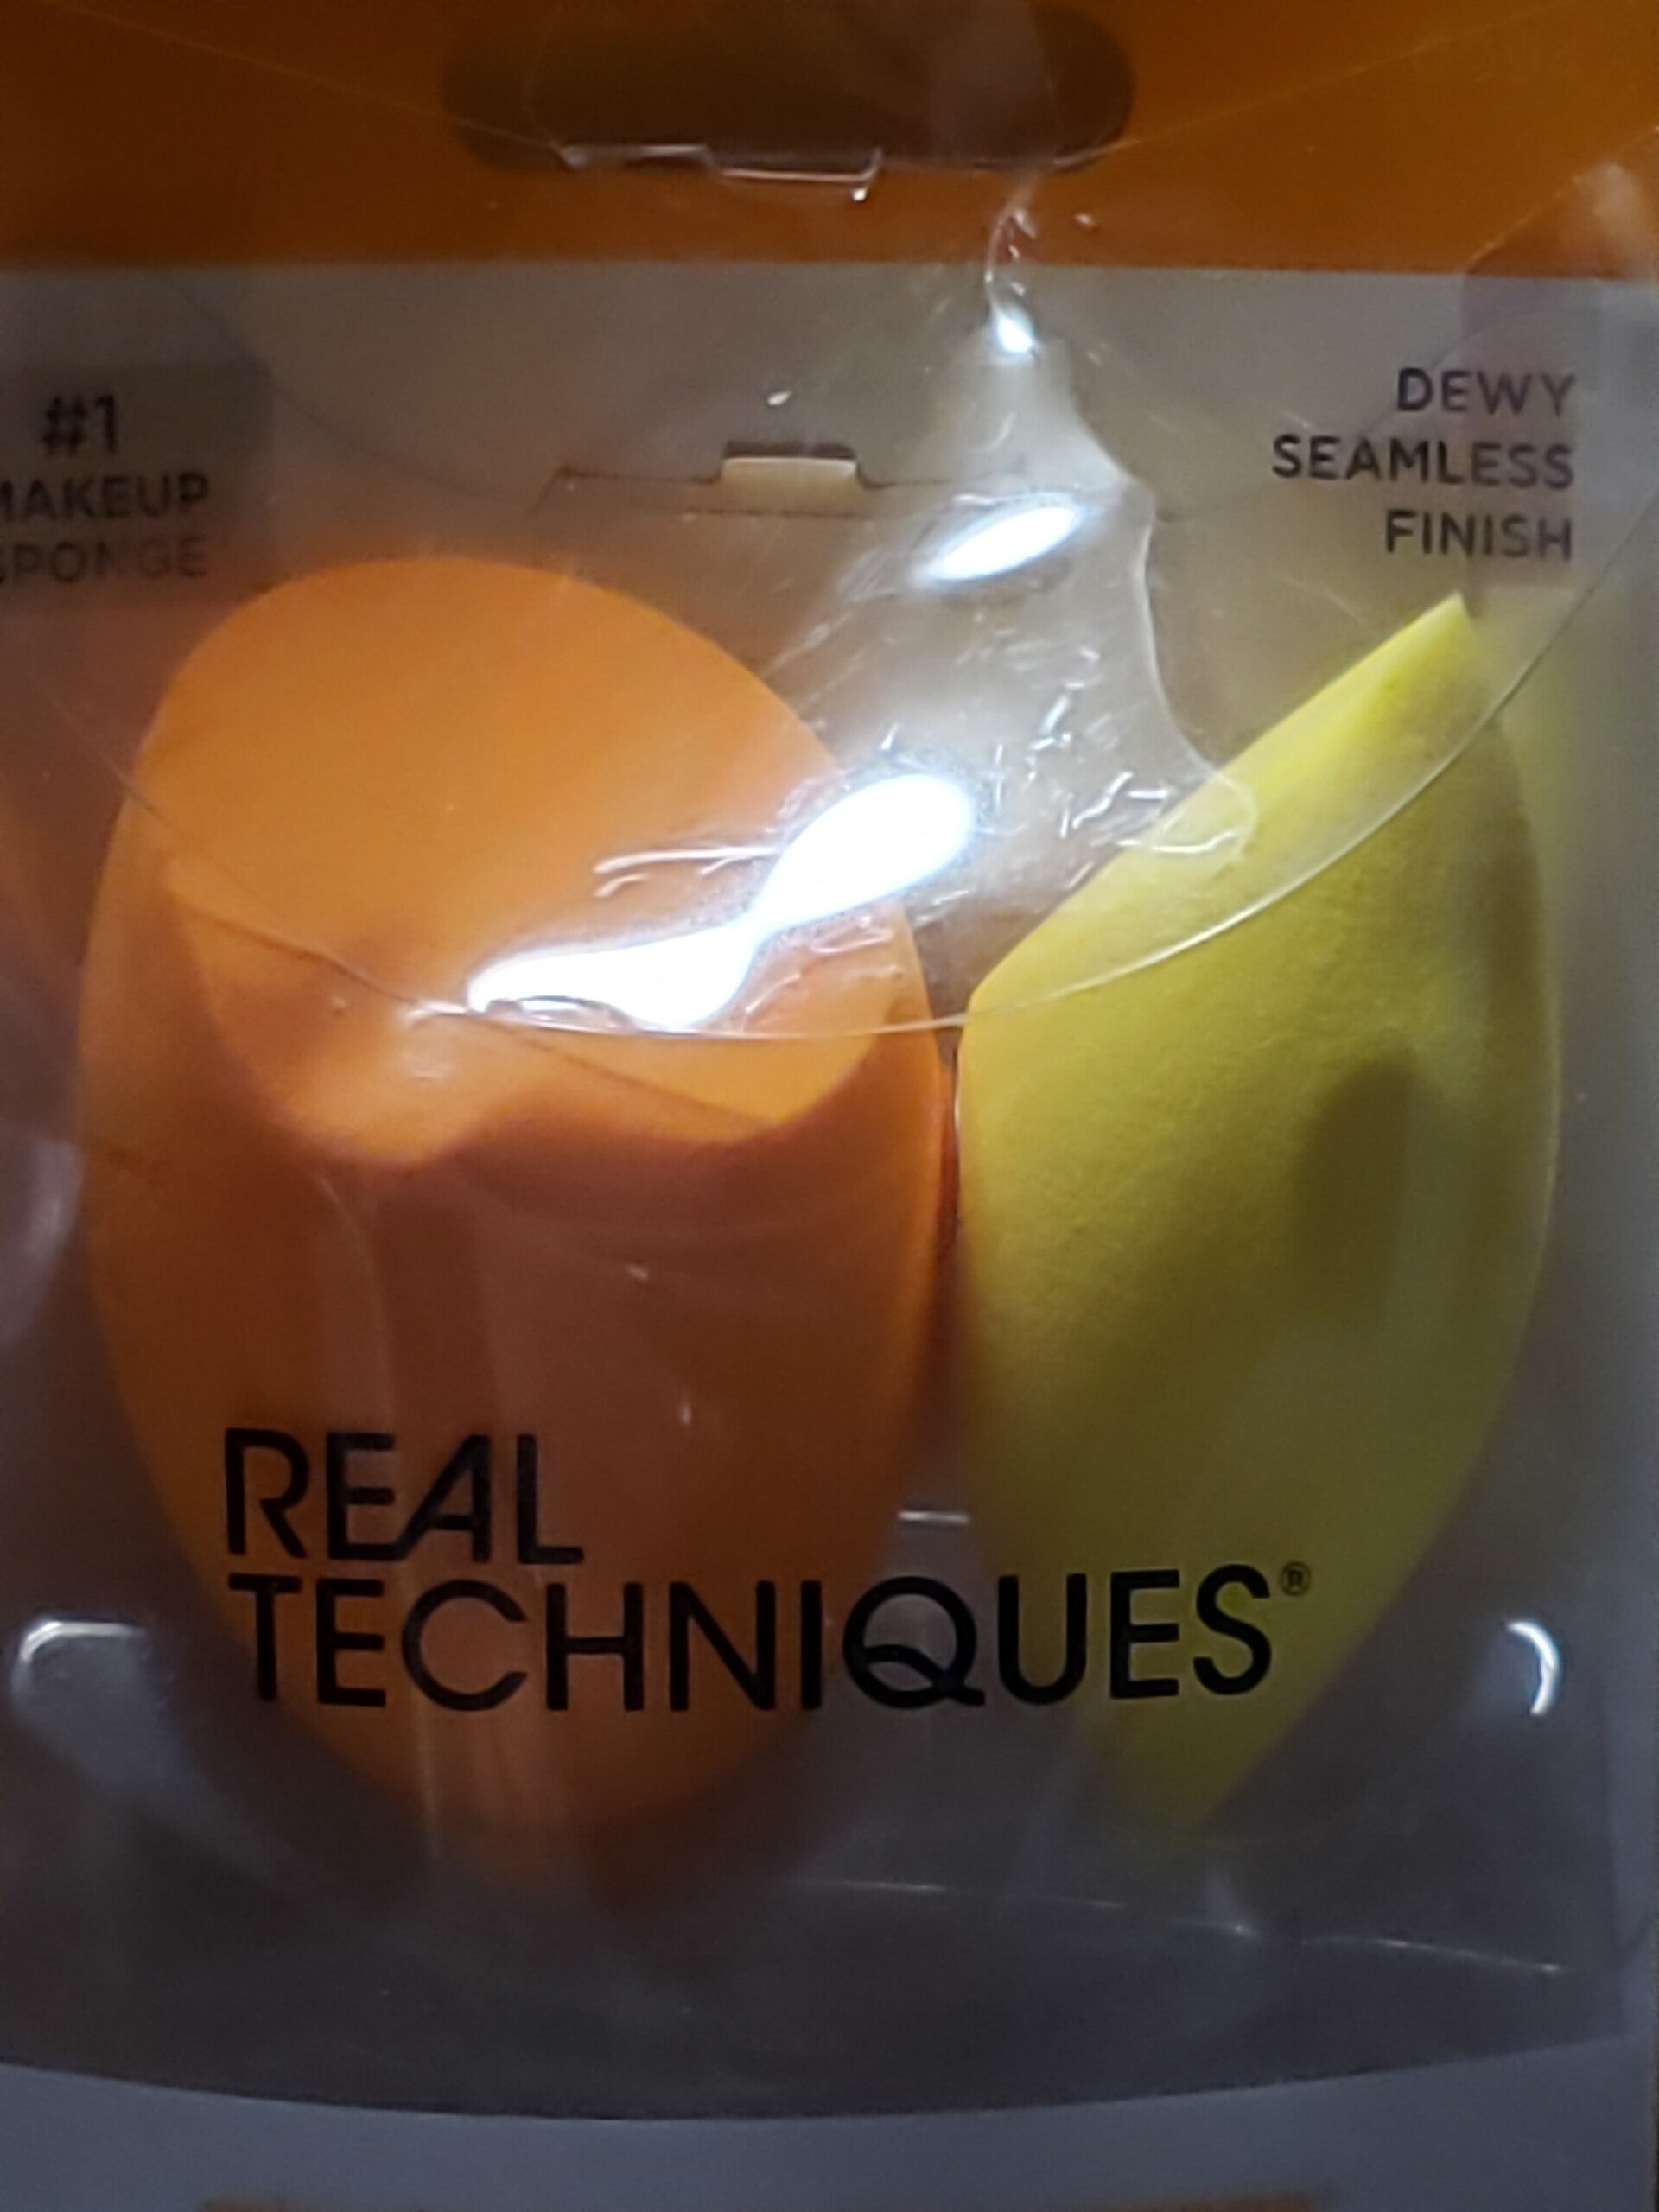 #1
MAKEUP
SPONGE
DEWY
SEAMLESS
FINISH
REAL
TECHNIQUES®